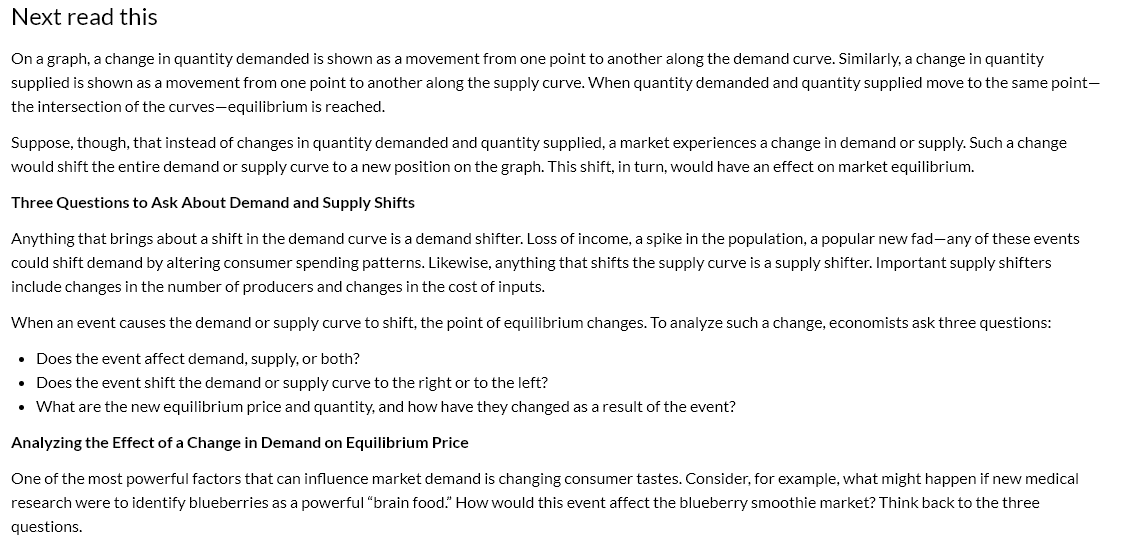 Next read this
On a graph, a change in quantity demanded is shown as a movement from one point to another along the demand curve. Similarly, a change in quantity
supplied is shown as a movement from one point to another along the supply curve. When quantity demanded and quantity supplied move to the same point—
the intersection of the curves—equilibrium is reached.
Suppose, though, that instead of changes in quantity demanded and quantity supplied, a market experiences a change in demand or supply. Such a change
would shift the entire demand or supply curve to a new position on the graph. This shift, in turn, would have an effect on market equilibrium.
Three Questions to Ask About Demand and Supply Shifts
Anything that brings about a shift in the demand curve is a demand shifter. Loss of income, a spike in the population, a popular new fad—any of these events
could shift demand by altering consumer spending patterns. Likewise, anything that shifts the supply curve is a supply shifter. Important supply shifters
include changes in the number of producers and changes in the cost of inputs.
When an event causes the demand or supply curve to shift, the point of equilibrium changes. To analyze such a change, economists ask three questions:
• Does the event affect demand, supply, or both?
• Does the event shift the demand or supply curve to the right or to the left?
• What are the new equilibrium price and quantity, and how have they changed as a result of the event?
Analyzing the Effect of a Change in Demand on Equilibrium Price
One of the most powerful factors that can influence market demand is changing consumer tastes. Consider, for example, what might happen if new medical
research were to identify blueberries as a powerful “brain food.” How would this event affect the blueberry smoothie market? Think back to the three
questions.